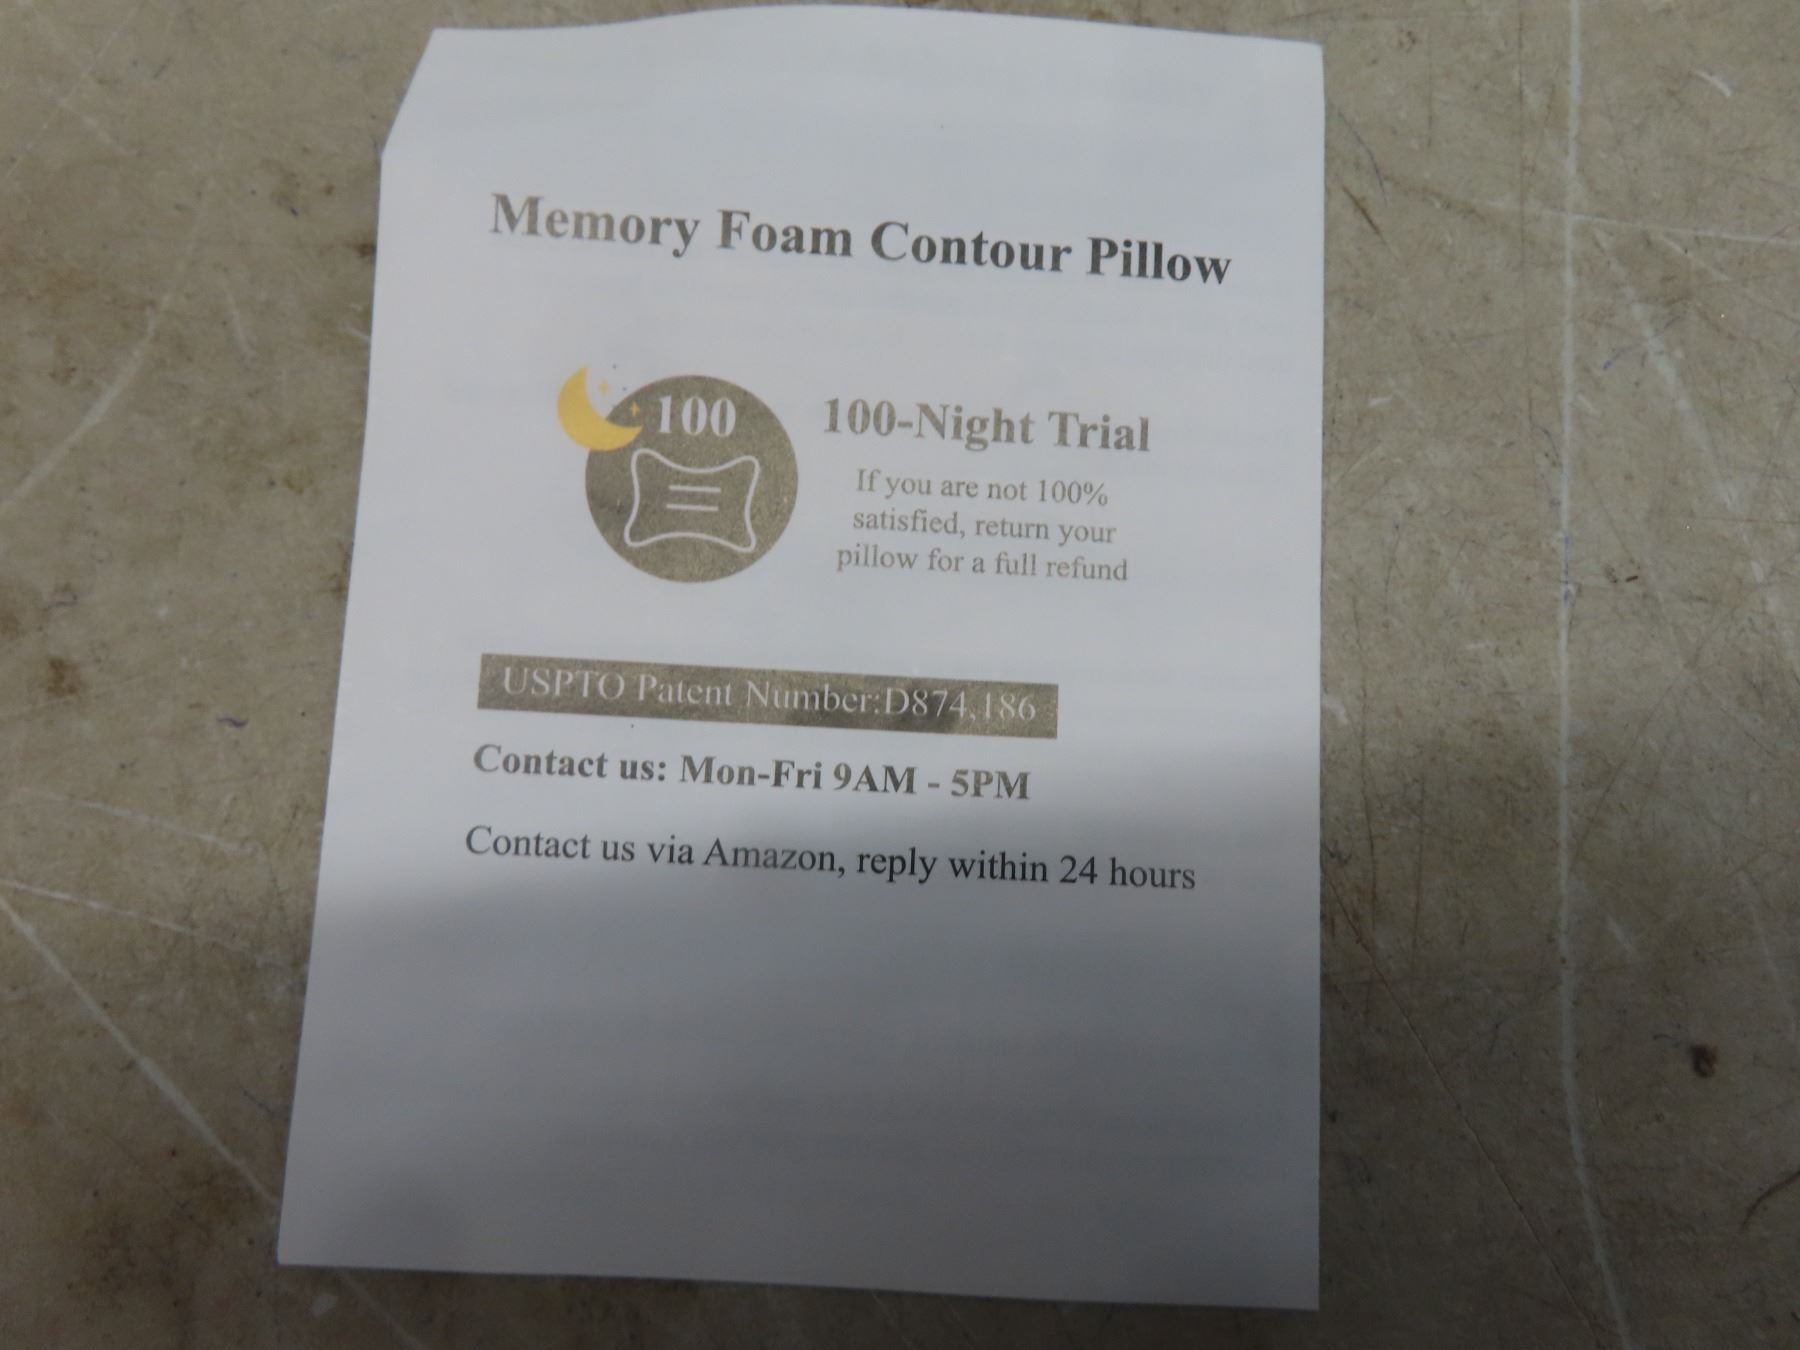 Memory Foam Contour Pillow
100
100-Night Trial
If you are not 100%
satisfied, return your
pillow for a full refund
USPTO Patent Number:D874,186
Contact us: Mon-Fri 9AM - 5PM
Contact us via Amazon, reply within 24 hours